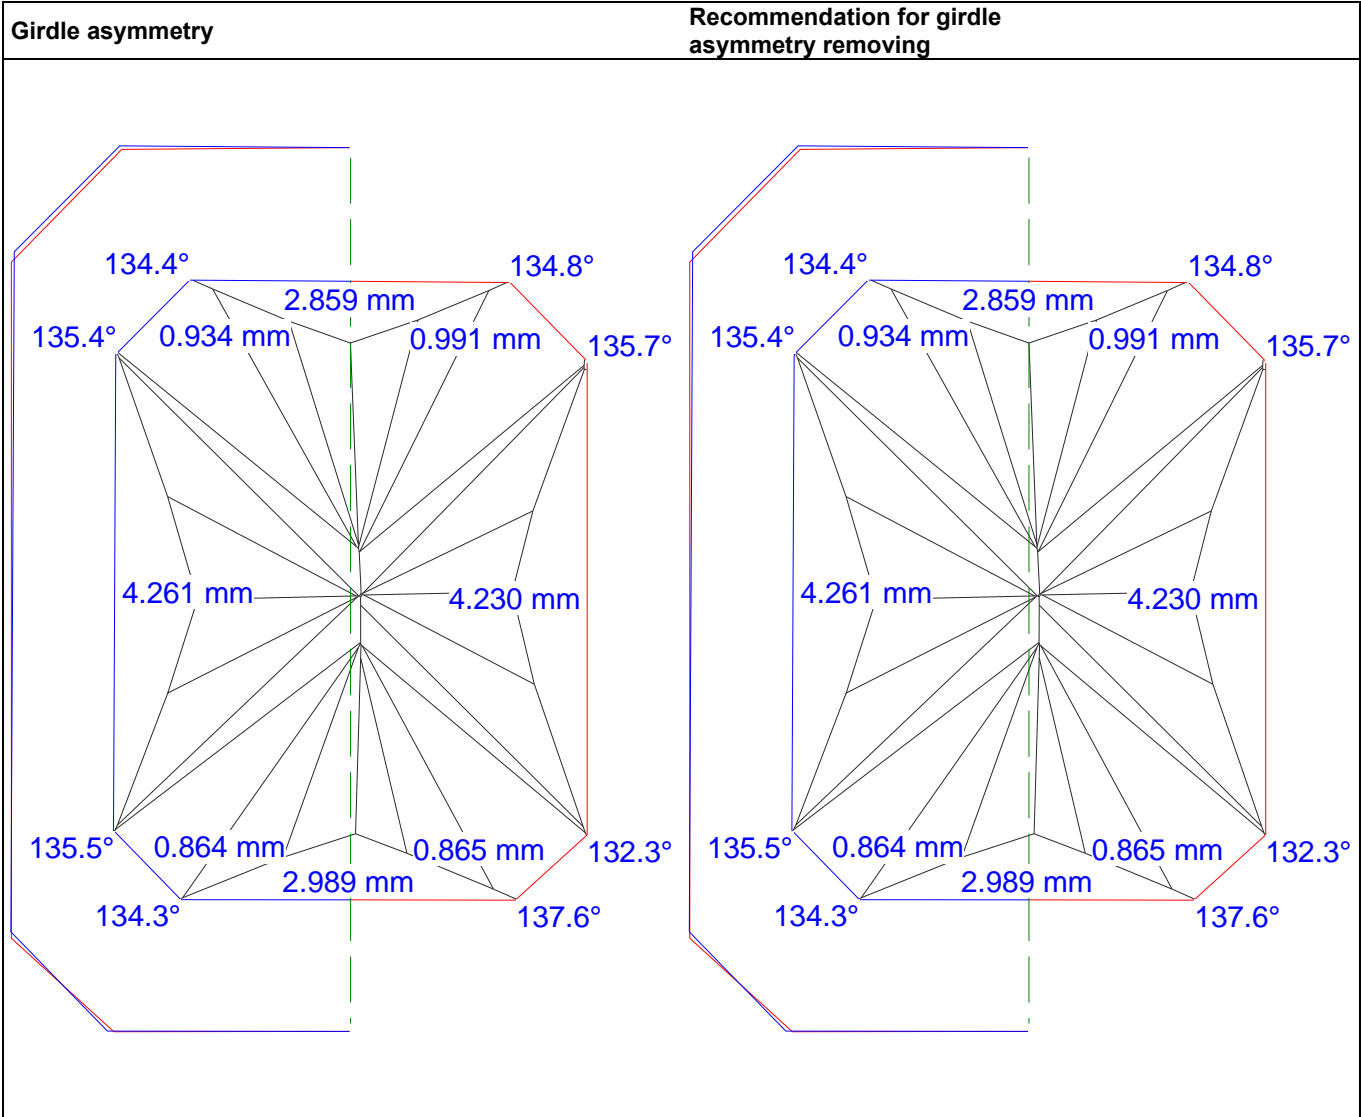 Girdle asymmetry
Recommendation for girdle
asymmetry removing
134.4°
134.8°
2.859 mm
135.4°
0.934 mm
0.991 mm
135.7°
4.261 mm
4.230 mm
135.5°
0.864 mm
0.865 mm
132.3°
2.989 mm
134.3°
137.6°
134.4°
134.8°
2.859 mm
135.4°
0.934 mm
0.991 mm
135.7°
4.261 mm
4.230 mm
135.5°
0.864 mm
0.865 mm
132.3°
2.989 mm
134.3°
137.6°